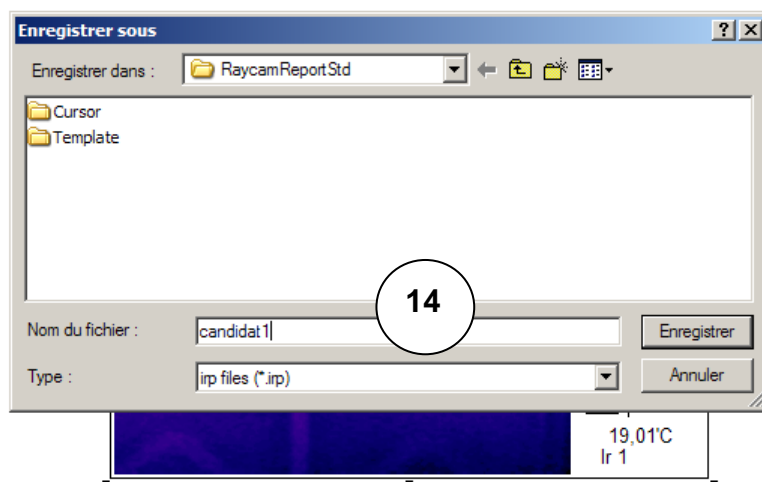 Enregistrer sous
Enregistrer dans : RaycamReportStd
Cursor
Template
14
Nom du fichier : candidat1 Enregistrer
Type : irp files (*.irp) Annuler
19,01°C
Ir 1